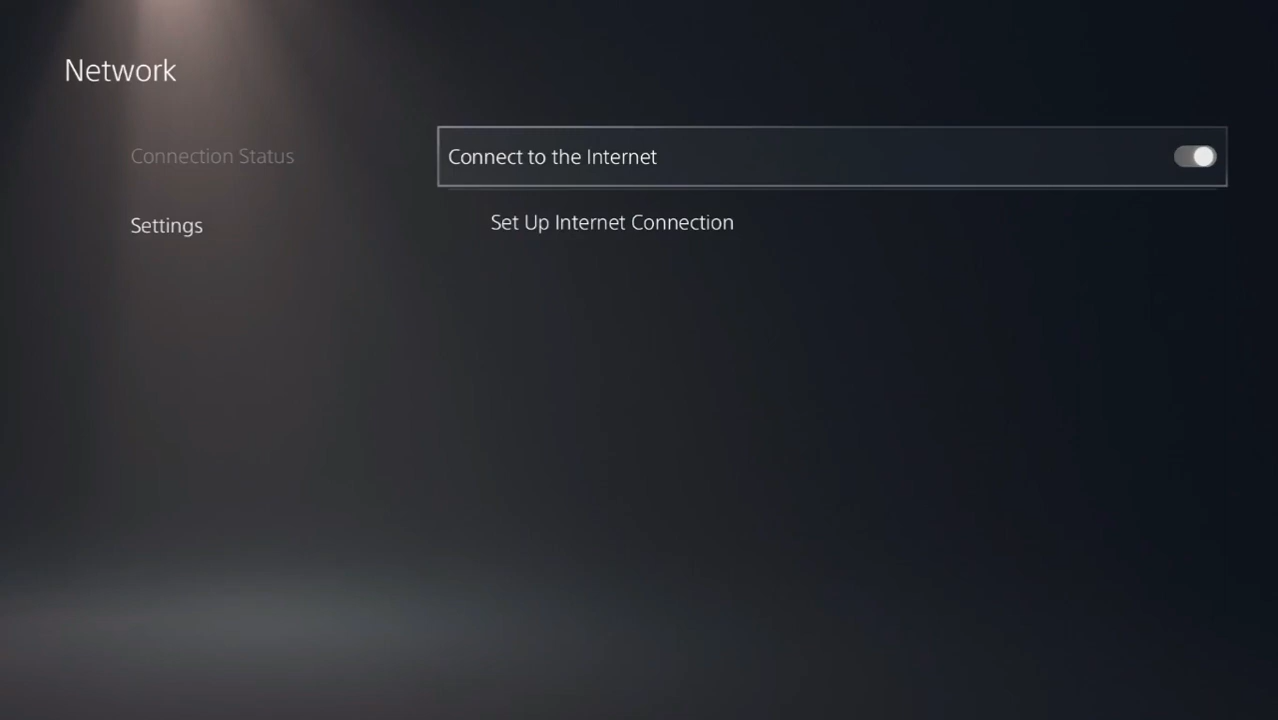 Network
Connection Status
Connect to the Internet
Settings
Set Up Internet Connection